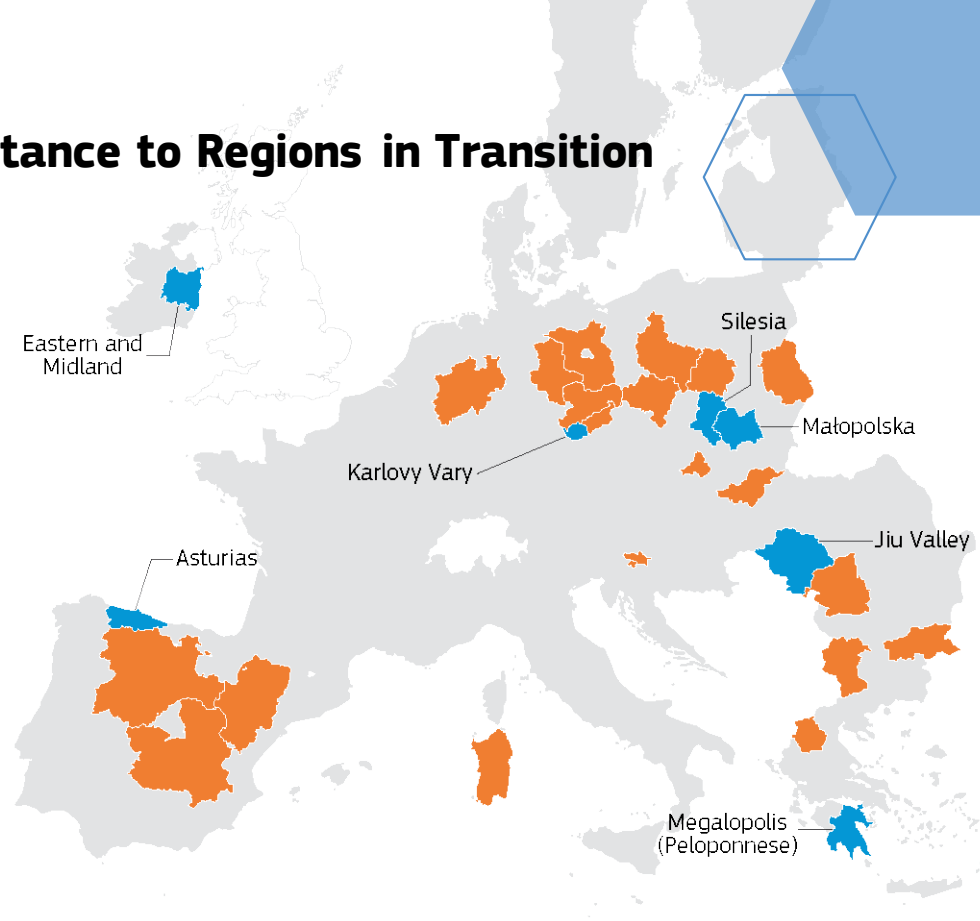 tance to Regions in Transition
Silesia
Eastern and
Midland
Małopolska
Karlovy Vary
Jiu Valley
Asturias
Megalopolis
(Peloponnese)